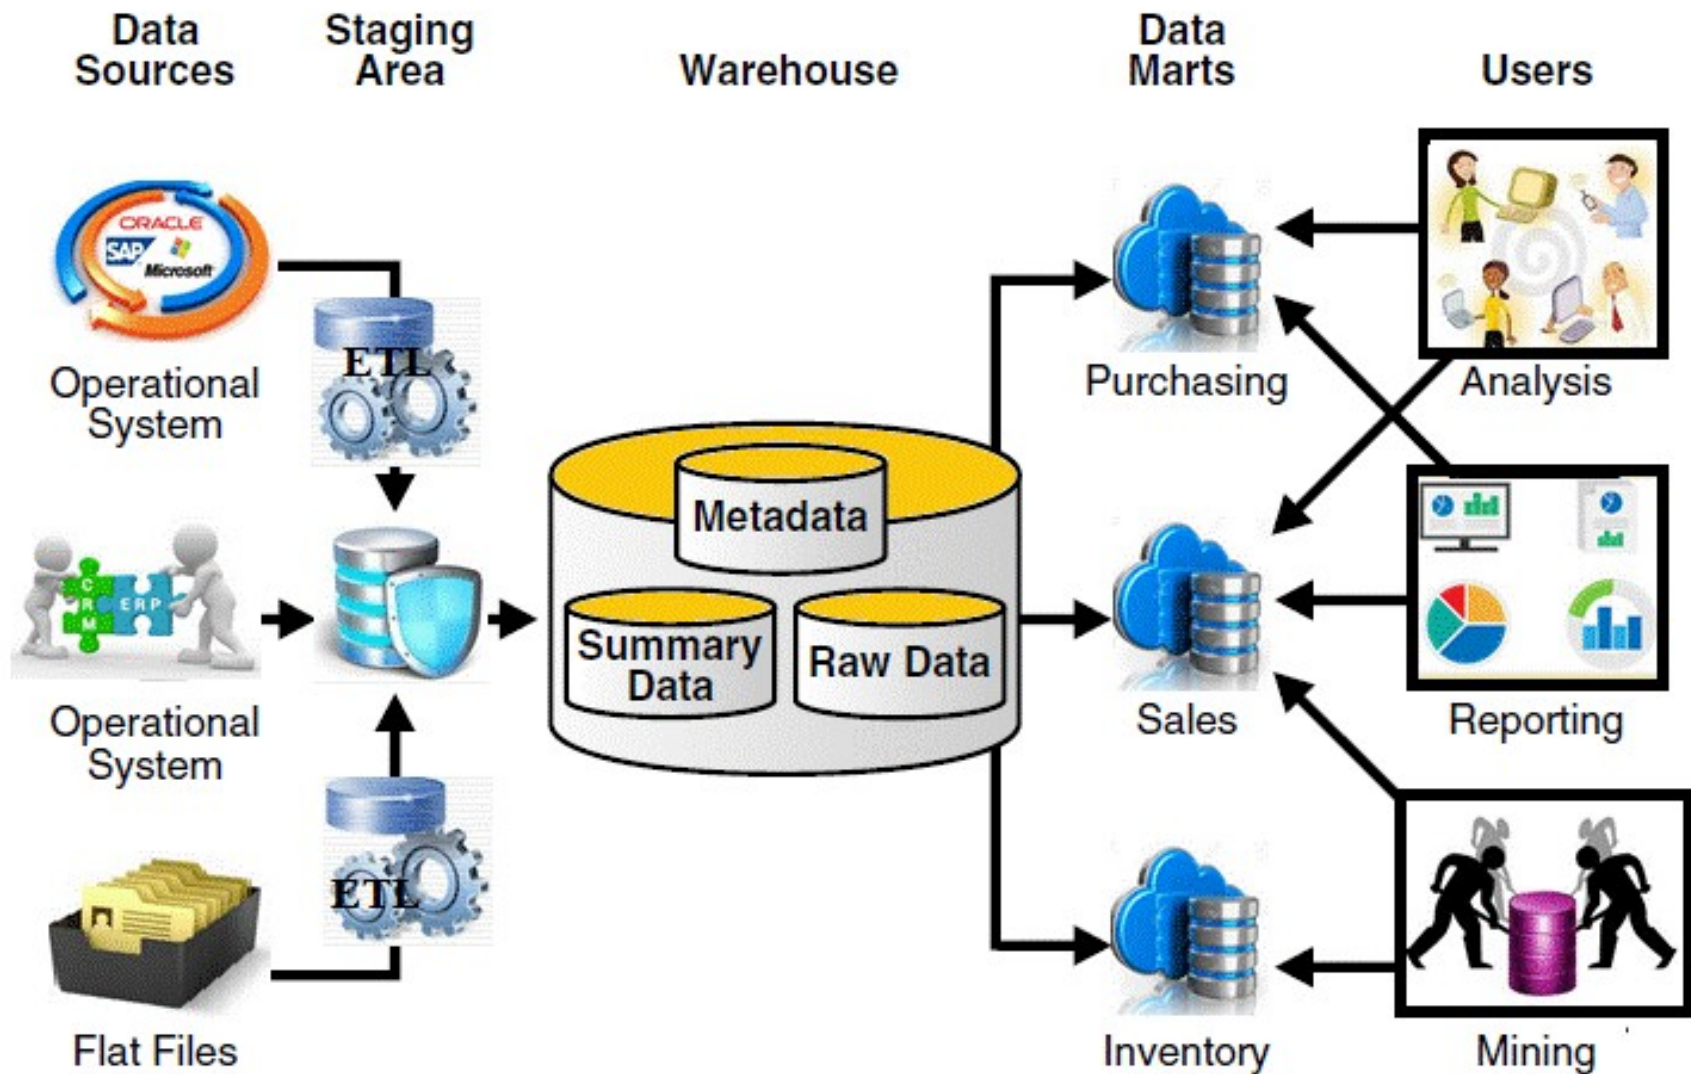 Data
Sources
Staging
Area
Warehouse
Data
Marts
Users
ORACLE
SAP
Microsoft
Operational
System
ETL
Purchasing
Analysis
Metadata
CRM
ERP
Summary
Data
Raw Data
Operational
System
Sales
Reporting
ETL
Flat Files
Inventory
Mining